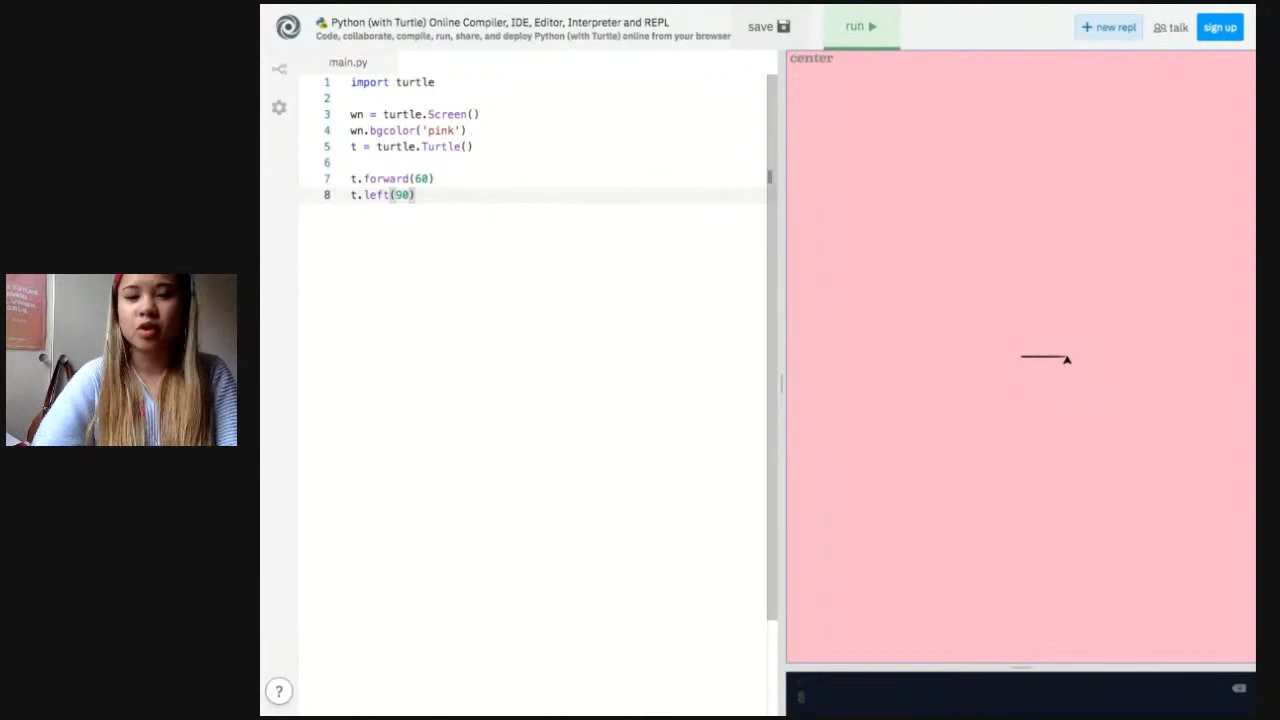 Python (with Turtle) Online Compiler, IDE, Editor, Interpreter and REPL
Code, collaborate, compile, run, share, and deploy Python (with Turtle) online from your browser
save
run
+ new repl
talk
sign up
main.py
center
1 import turtle
2
3 wn = turtle.Screen()
4 wn.bgcolor('pink')
5 t = turtle.Turtle()
6
7 t.forward(60)
8 t.left(90)
?